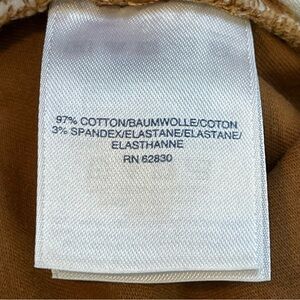 97% COTTON/BAUMWOLLE/COTON
3% SPANDEX/ELASTANE/ELASTANE/
ELASTHANNE
RN 62830